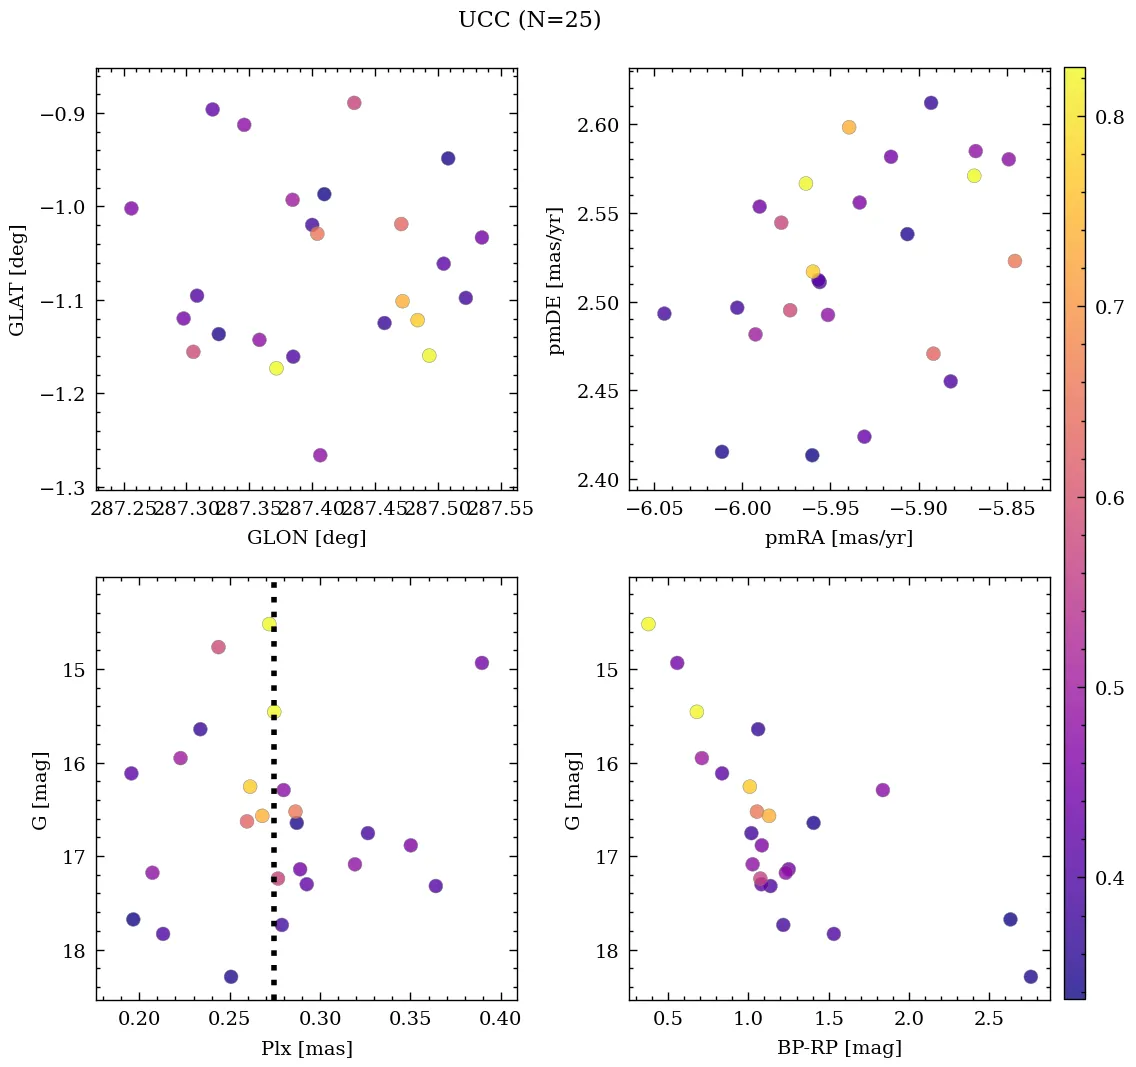 UCC (N=25)
−0.9
−1.0
−1.1
−1.2
−1.3
GLAT [deg]
287.25 287.30 287.35 287.40 287.45 287.50 287.55
GLON [deg]
2.60
2.55
2.50
2.45
2.40
pmDE [mas/yr]
−6.05 −6.00 −5.95 −5.90 −5.85
pmRA [mas/yr]
0.8
0.7
0.6
0.5
0.4
15
16
17
18
G [mag]
0.20 0.25 0.30 0.35 0.40
Plx [mas]
15
16
17
18
G [mag]
0.5 1.0 1.5 2.0 2.5
BP-RP [mag]